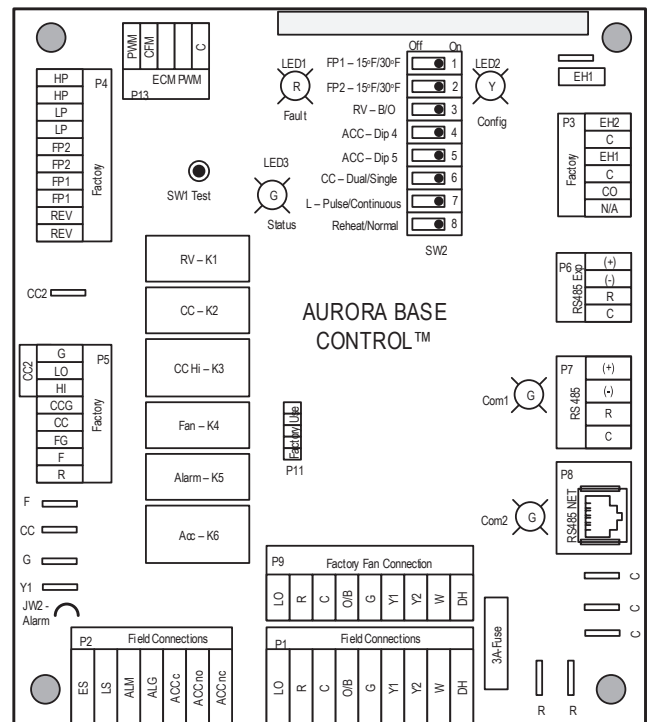 PWM
CFM
C
ECM PWM
P13
HP
HP
LP
LP
FP2
FP2
FP1
FP1
REV
REV
P4
Factory
SW1 Test
LED1
R
Fault
LED3
G
Status
Off On
FP1 – 15ºF/30ºF 1
FP2 – 15ºF/30ºF 2
RV – B/O 3
ACC – Dip 4 4
ACC – Dip 5 5
CC – Dual/Single 6
L – Pulse/Continuous 7
Reheat/Normal 8
SW2
LED2
Y
Config
EH1
P3
Factory
EH2
C
EH1
C
CO
N/A
RV – K1
CC – K2
CC Hi – K3
Fan – K4
Alarm – K5
Acc – K6
AURORA BASE
CONTROL™
P6
RS485 Exp
(+)
(-)
R
C
CC2
CC2
G
LO
HI
CCG
CC
FG
F
R
P5
Factory
Factory Use
P11
Com1
G
P7
RS 485
(+)
(-)
R
C
Com2
G
P8
RS485 NET
F
CC
G
Y1
JW2 -
Alarm
P9
Factory Fan Connection
LO
R
C
O/B
G
Y1
Y2
W
DH
C
C
C
P2
Field Connections
ES
LS
ALM
ALG
ACC c
ACC no
ACC nc
P1
Field Connections
LO
R
C
O/B
G
Y1
Y2
W
DH
3A-Fuse
R
R